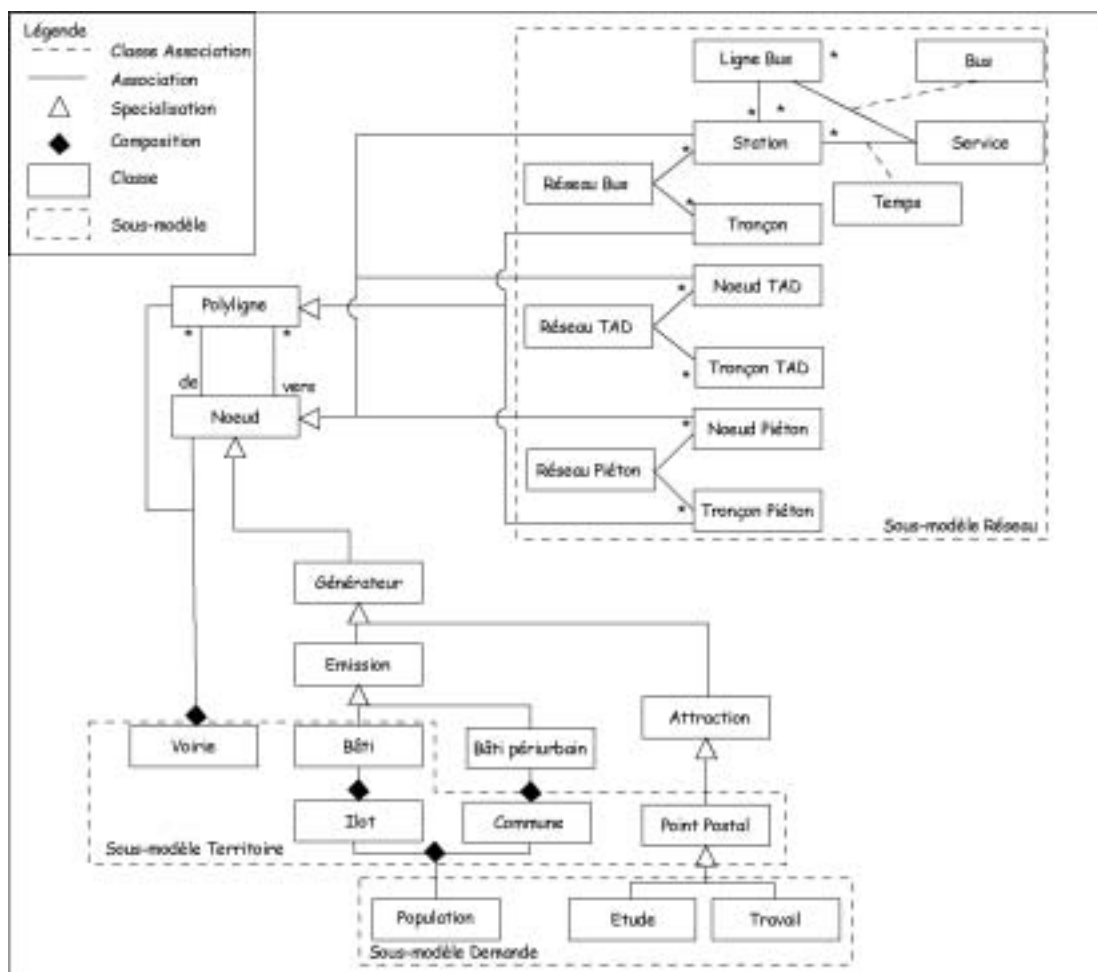 Légende
Classe Association
Association
Specialisation
Composition
Classe
Sous-modèle
Ligne Bus
*
Bus
*
*
Station
*
Service
*
Réseau Bus
Temps
*
Tronçon
Polyligne
Noeud TAD
*
Réseau TAD
*
*
de
vers
Tronçon TAD
*
Noeud
Noeud Piéton
*
Réseau Piéton
*
Tronçon Piéton
Sous-modèle Réseau
Générateur
Emission
Attraction
Voirie
Bâti
Bâti périurbain
Ilot
Commune
Point Postal
Sous-modèle Territoire
Population
Etude
Travail
Sous-modèle Demande